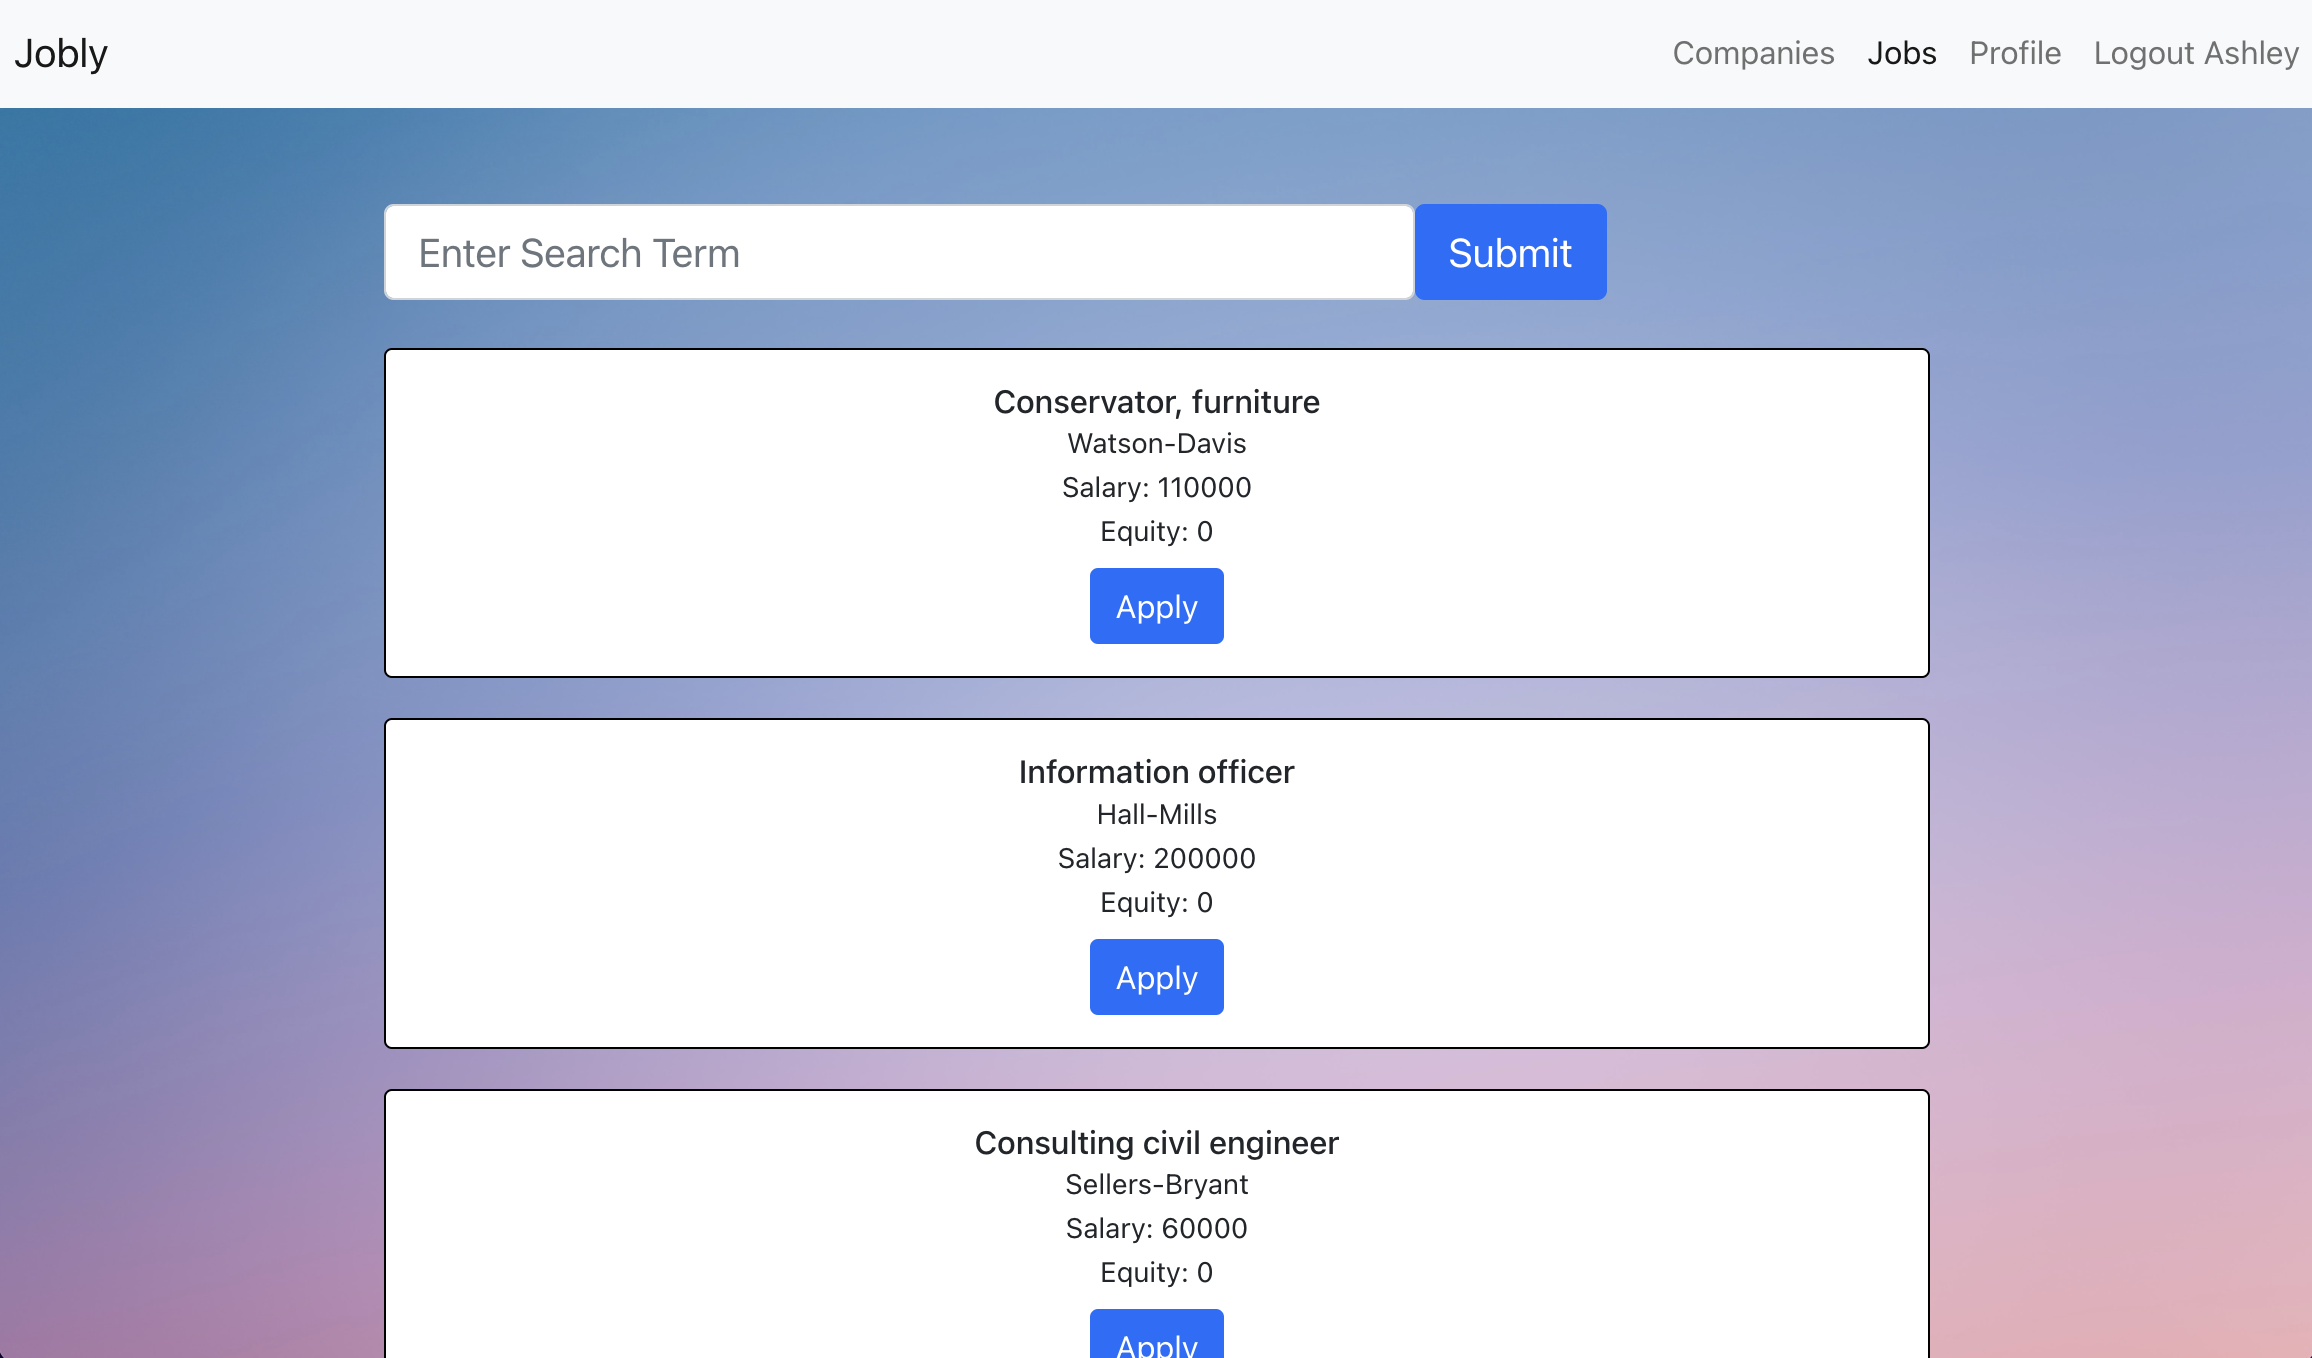 Jobly
Companies Jobs Profile Logout Ashley
Enter Search Term Submit
Conservator, furniture
Watson-Davis
Salary: 110000
Equity: 0
Apply
Information officer
Hall-Mills
Salary: 200000
Equity: 0
Apply
Consulting civil engineer
Sellers-Bryant
Salary: 60000
Equity: 0
Apply